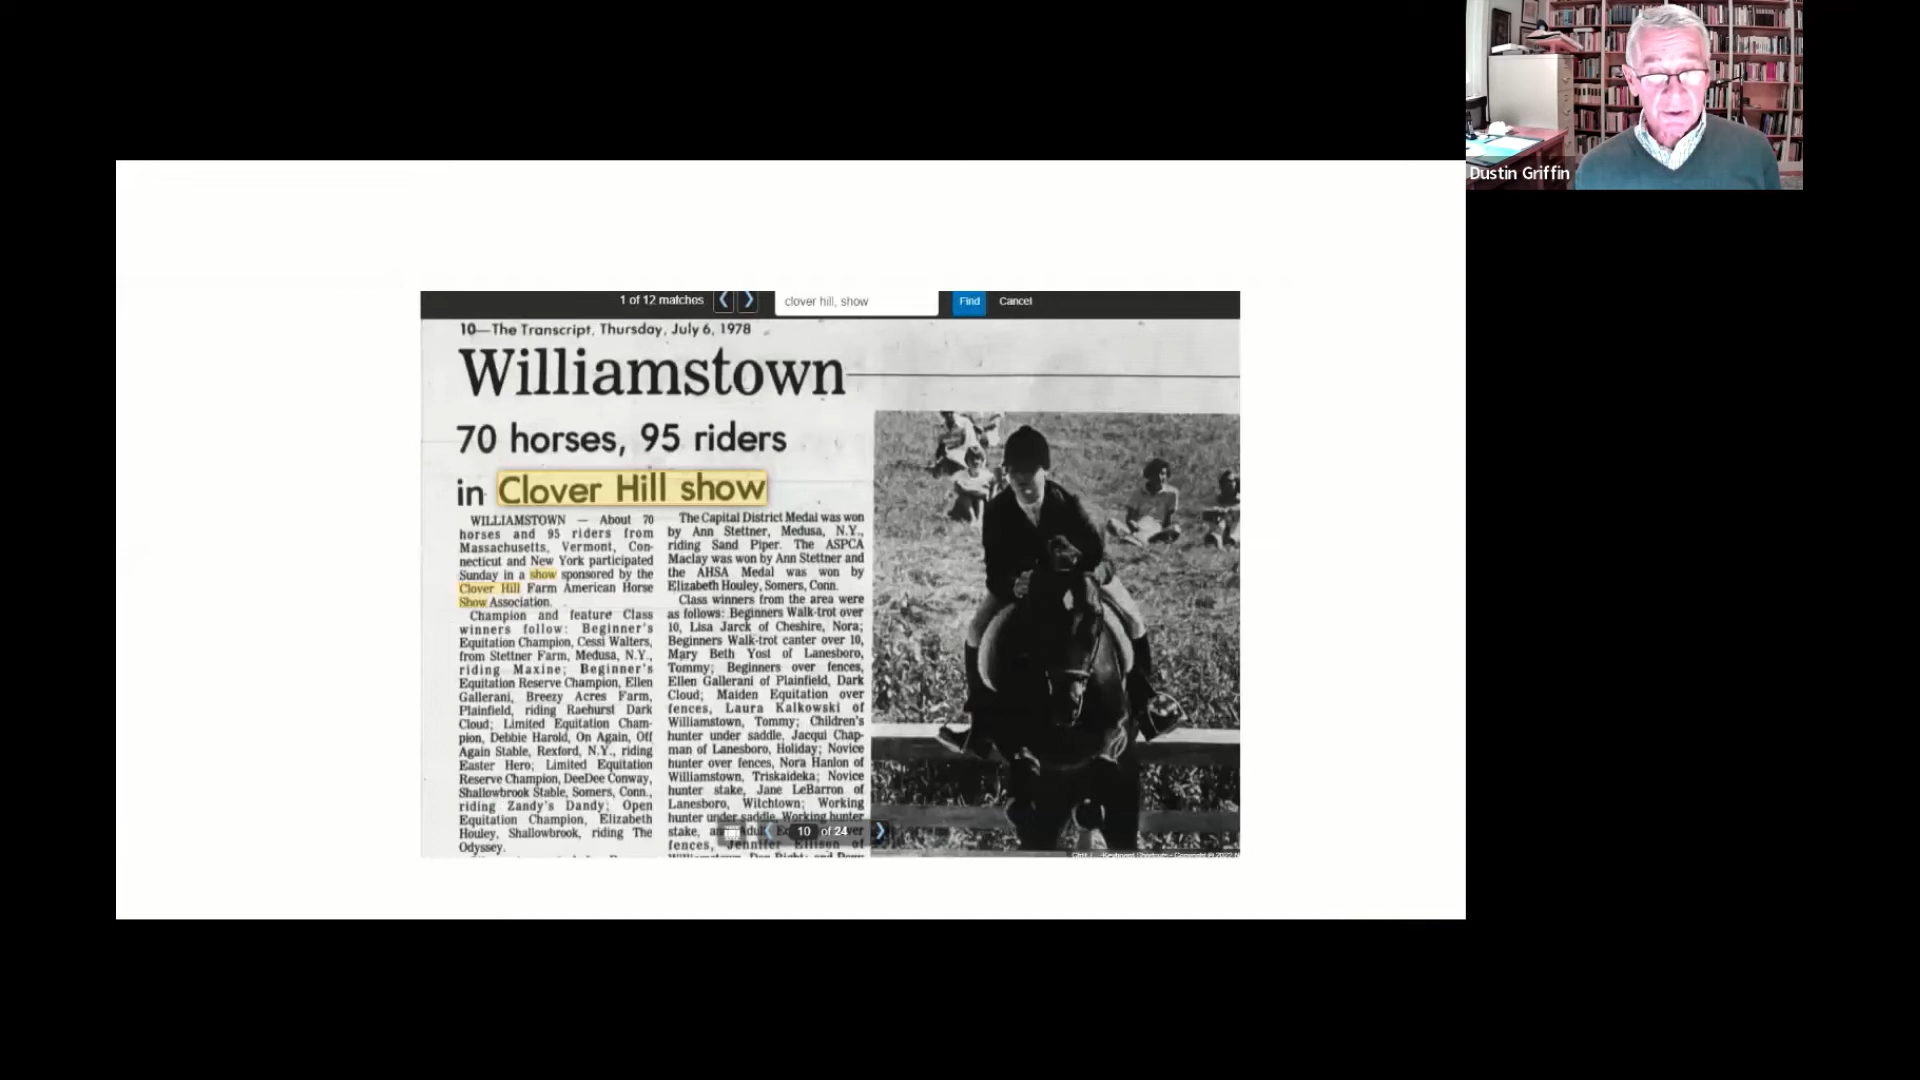 Dustin Griffin
1 of 12 matches
clover hill, show
Find
Cancel
10—The Transcript, Thursday, July 6, 1978
Williamstown
70 horses, 95 riders
in Clover Hill show
WILLIAMSTOWN — About 70
horses and 95 riders from
Massachusetts, Vermont, Con-
necticut and New York participated
Sunday in a show sponsored by the
Clover Hill Farm American Horse
Show Association.
Champion and feature Class
winners follow: Beginner's
Equitation Champion, Cessi Walters,
from Stettner Farm, Medusa, N.Y.,
riding Maxine; Beginner's
Equitation Reserve Champion, Ellen
Gallerani, Breezy Acres Farm,
Plainfield, riding Raehurst Dark
Cloud; Limited Equitation Cham-
pion, Debbie Harold, On Again, Off
Again Stable, Rexford, N.Y., riding
Easter Hero; Limited Equitation
Reserve Champion, DeeDee Conway,
Shallowbrook Stable, Somers, Conn.,
riding Zandy's Dandy; Open
Equitation Champion, Elizabeth
Houley, Shallowbrook, riding The
Odyssey.
The Capital District Medal was won
by Ann Stettner, Medusa, N.Y.,
riding Sand Piper. The ASPCA
Maclay was won by Ann Stettner and
the AHSA Medal was won by
Elizabeth Houley, Somers, Conn.
Class winners from the area were
as follows: Beginners Walk-trot over
10, Lisa Jarck of Cheshire, Nora;
Beginners Walk-trot canter over 10,
Mary Beth Yost of Lanesboro,
Tommy; Beginners over fences,
Ellen Gallerani of Plainfield, Dark
Cloud; Maiden Equitation over
fences, Laura Kalkowski of
Williamstown, Tommy; Children's
hunter under saddle, Jacqui Chap-
man of Lanesboro, Holiday; Novice
hunter over fences, Nora Hanlon of
Williamstown, Triskaideka; Novice
hunter stake, Jane LeBarron of
Lanesboro, Witchtown; Working
hunter under saddle, Working hunter
stake,
fences, Jennifer Ellison of
10 of 24